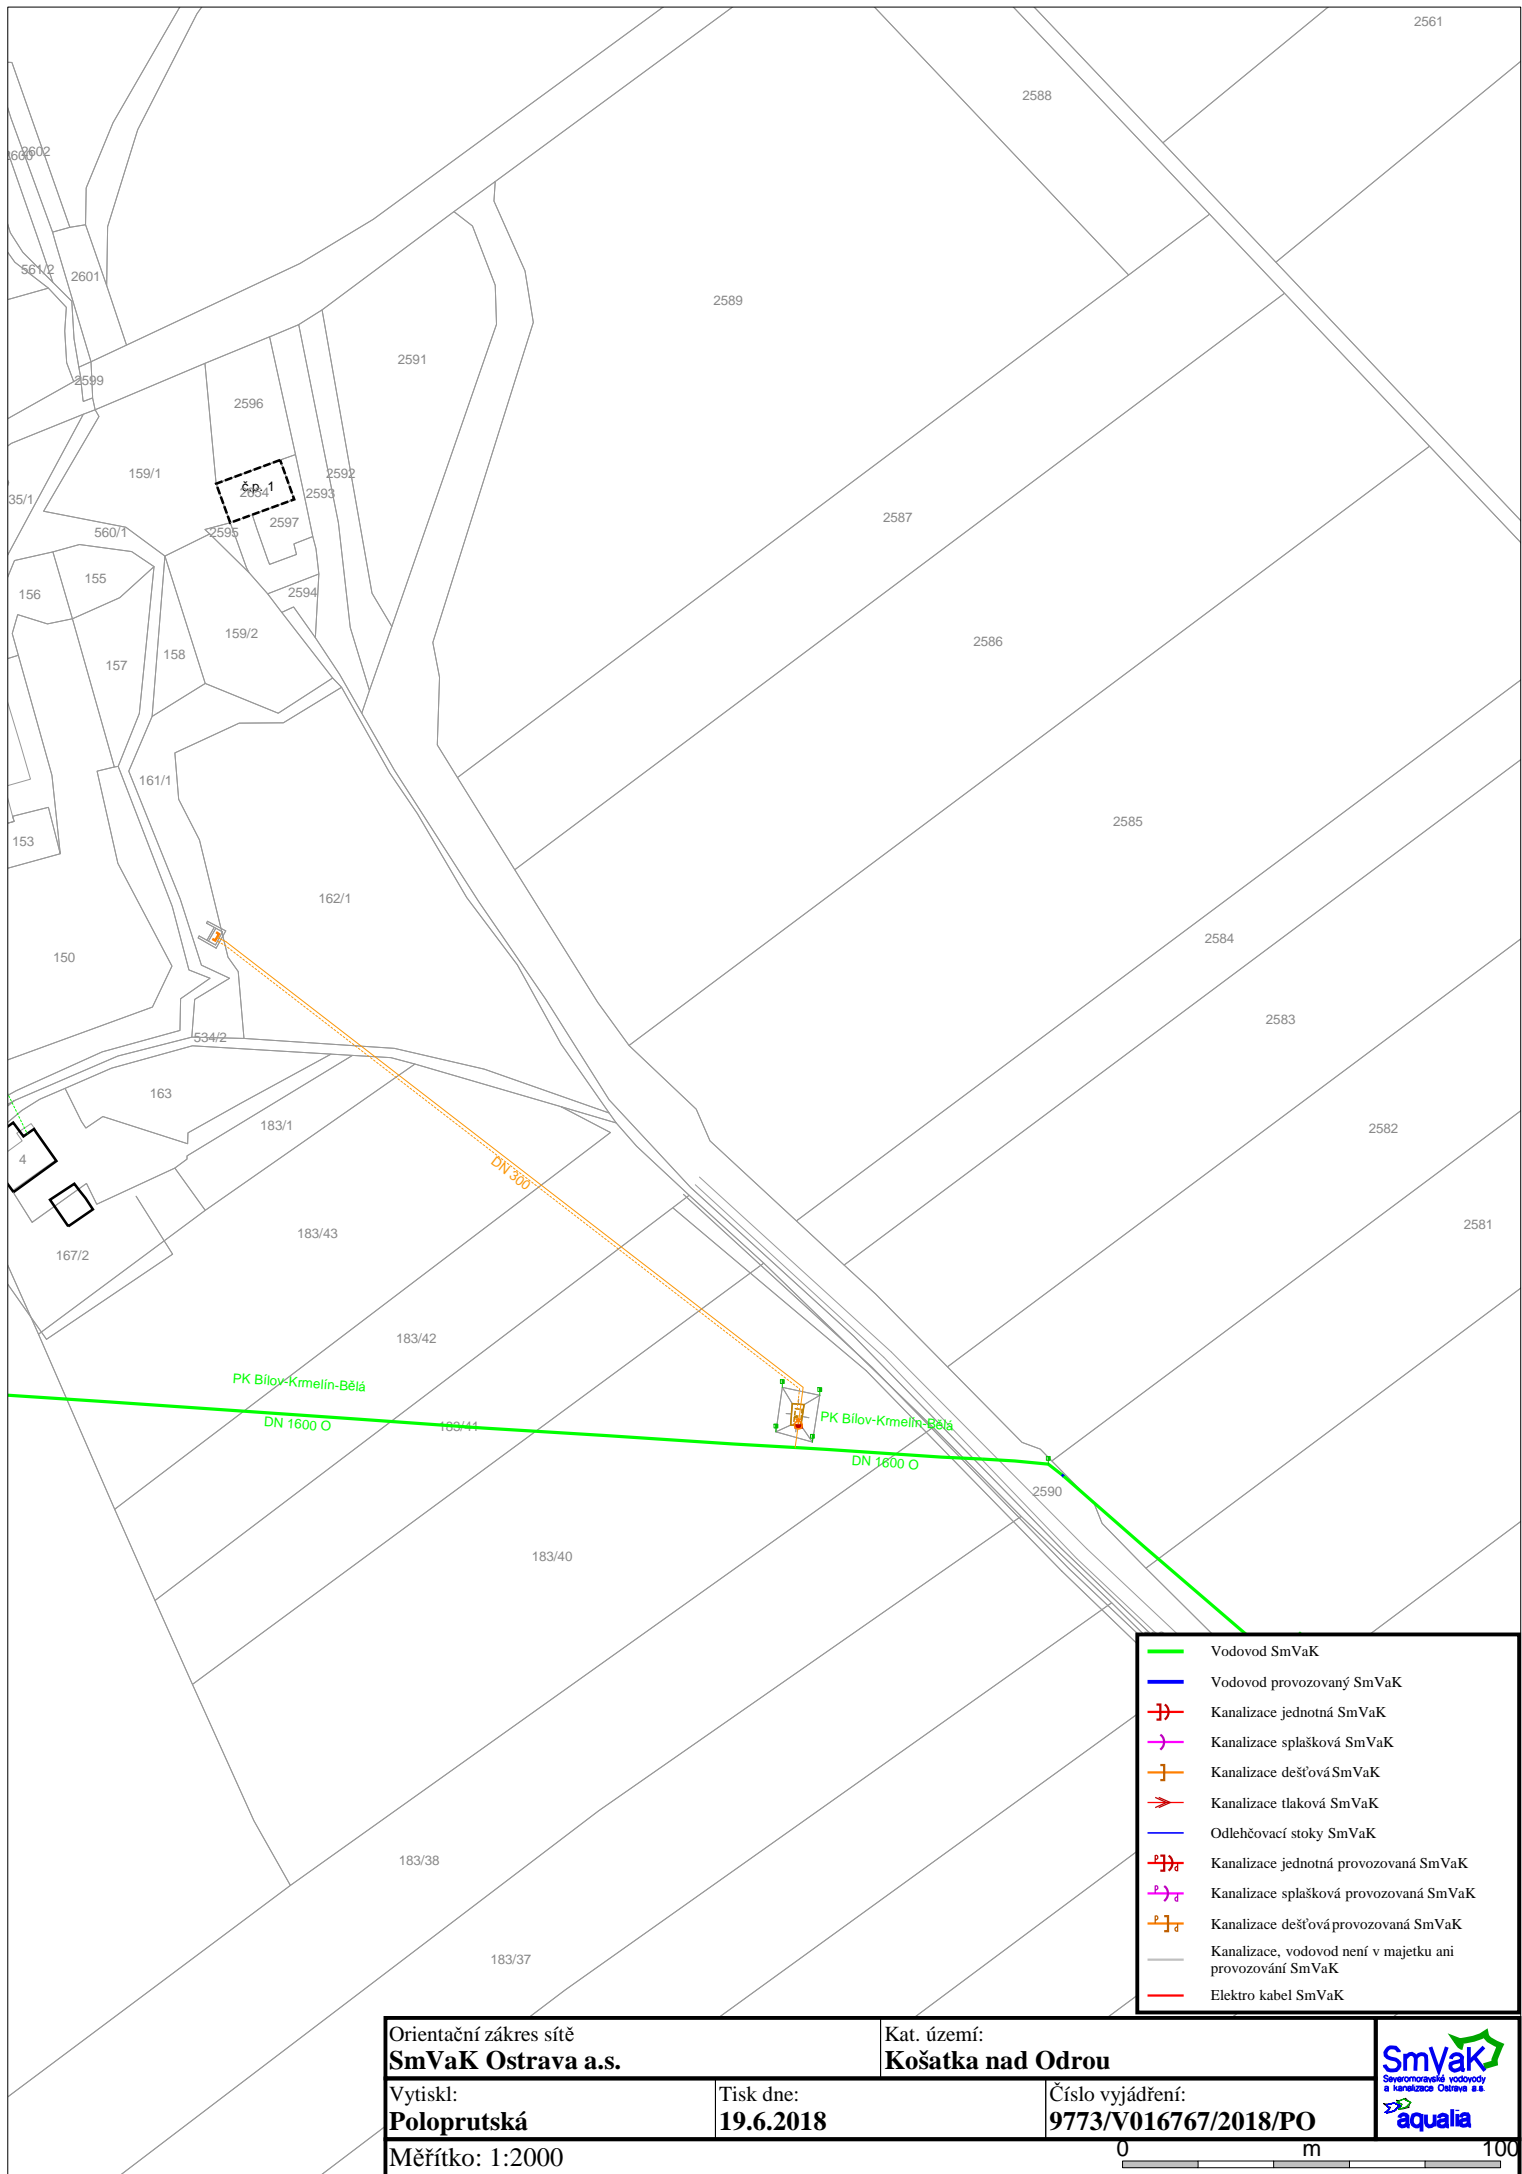 2561
2588
2602
561/2
2601
2589
2599
2591
2596
159/1
2592
č.p. 1
2593
35/1
2597
2587
560/1
2595
155
156
2594
159/2
2586
158
157
161/1
2585
153
162/1
2584
150
2583
534/2
163
183/1
2582
4
DN 300
2581
183/43
167/2
183/42
PK Bílov-Krmelín-Bělá
DN 1600 O
183/41
PK Bílov-Krmelín-Bělá
DN 1600 O
2590
183/40
183/38
183/37
Vodovod SmVaK
Vodovod provozovaný SmVaK
Kanalizace jednotná SmVaK
Kanalizace splašková SmVaK
Kanalizace dešťová SmVaK
Kanalizace tlaková SmVaK
Odlehčovací stoky SmVaK
Kanalizace jednotná provozovaná SmVaK
Kanalizace splašková provozovaná SmVaK
Kanalizace dešťová provozovaná SmVaK
Kanalizace, vodovod není v majetku ani
provozování SmVaK
Elektro kabel SmVaK
Orientační zákres sítě
SmVaK Ostrava a.s.
Kat. území:
Košatka nad Odrou
Vytiskl:
Poloprutská
Tisk dne:
19.6.2018
Číslo vyjádření:
9773/V016767/2018/PO
SmVaK
Severomoravské vodovody
a kanalizace Ostrava a.s.
aqualia
Měřítko: 1:2000
0 m 100